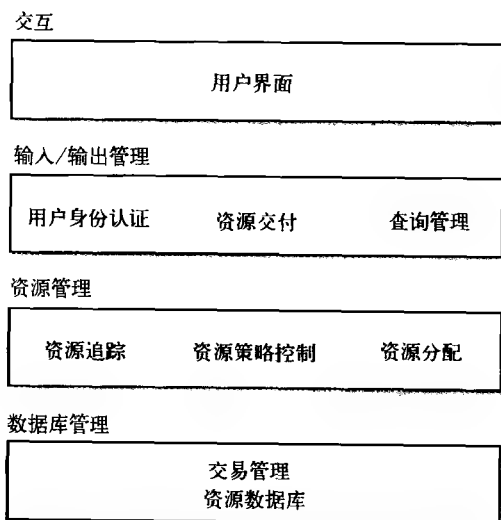 交互
用户界面
输入/输出管理
用户身份认证 资源交付 查询管理
资源管理
资源追踪 资源策略控制 资源分配
数据库管理
交易管理
资源数据库